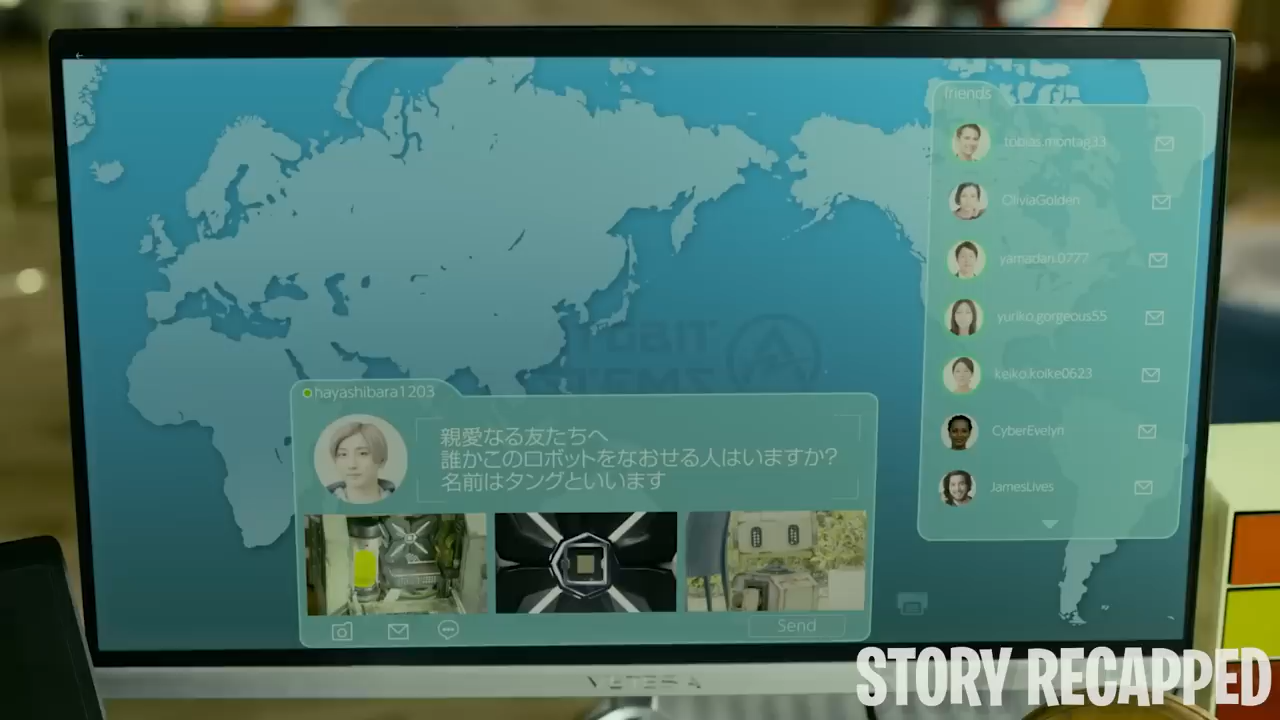 friends
tobias.montag33
OliviaGolden
yamadan.0777
yuriko.gorgeous55
keiko.koike0623
CyberEvelyn
JamesLives
hayashibara1203
親愛なる友たちへ
誰かこのロボットをなおせる人はいますか?
名前はタングといいます
Send
STORY RECAPPED